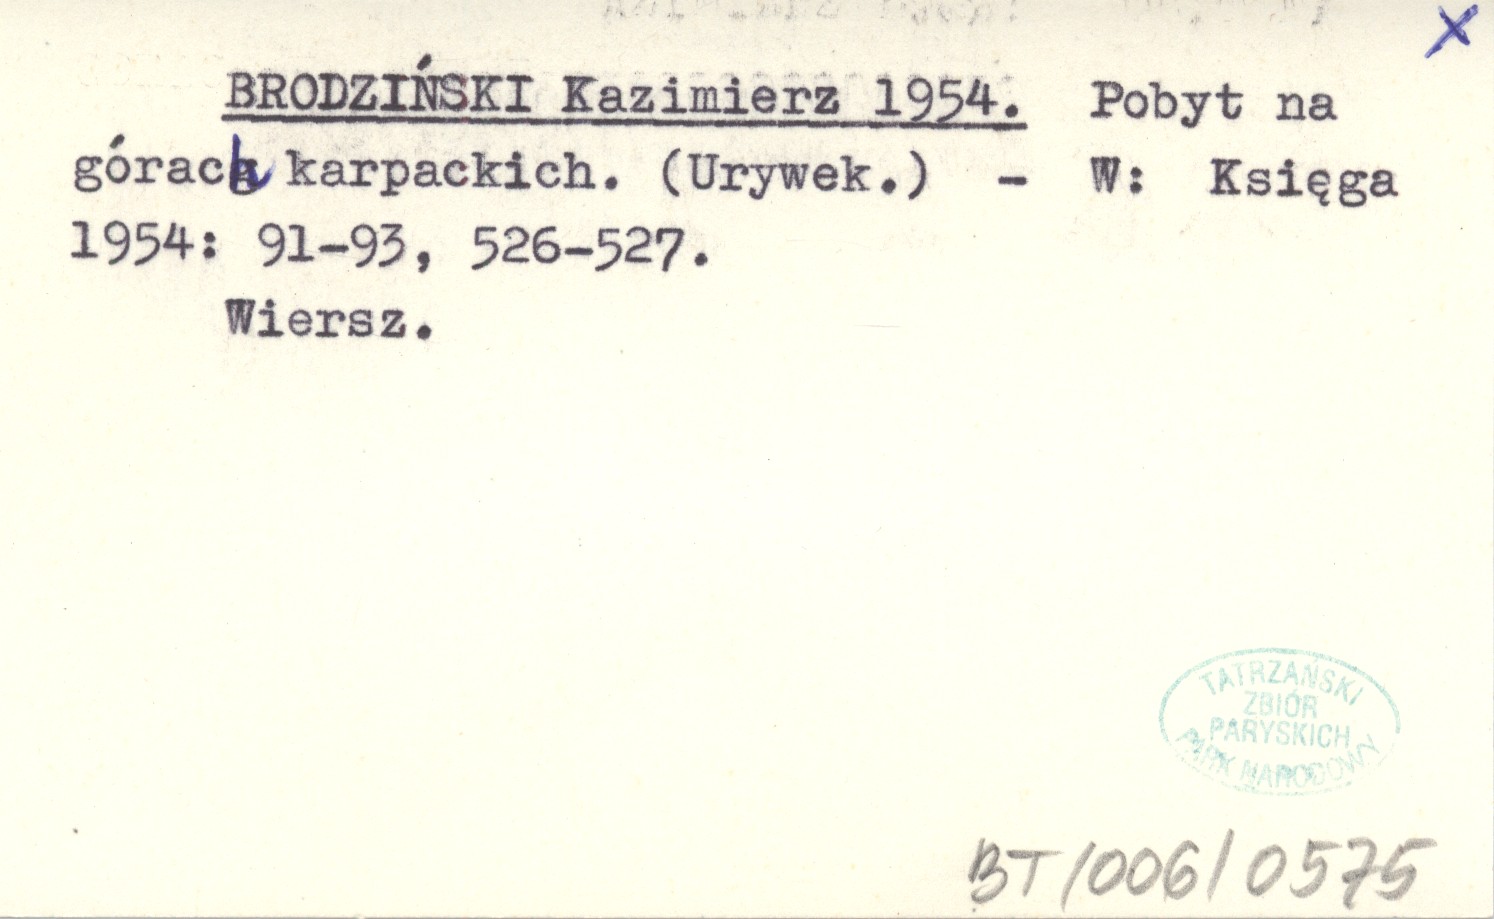 x
BRODZIŃSKI Kazimierz 1954. Pobyt na
górach karpackich. (Urywek.) - W: Księga
1954: 91-93, 526-527.
Wiersz.
TATRZAŃSKI
ZBIÓR
PARYSKICH
PARK NARODOWY
BT/006/0575